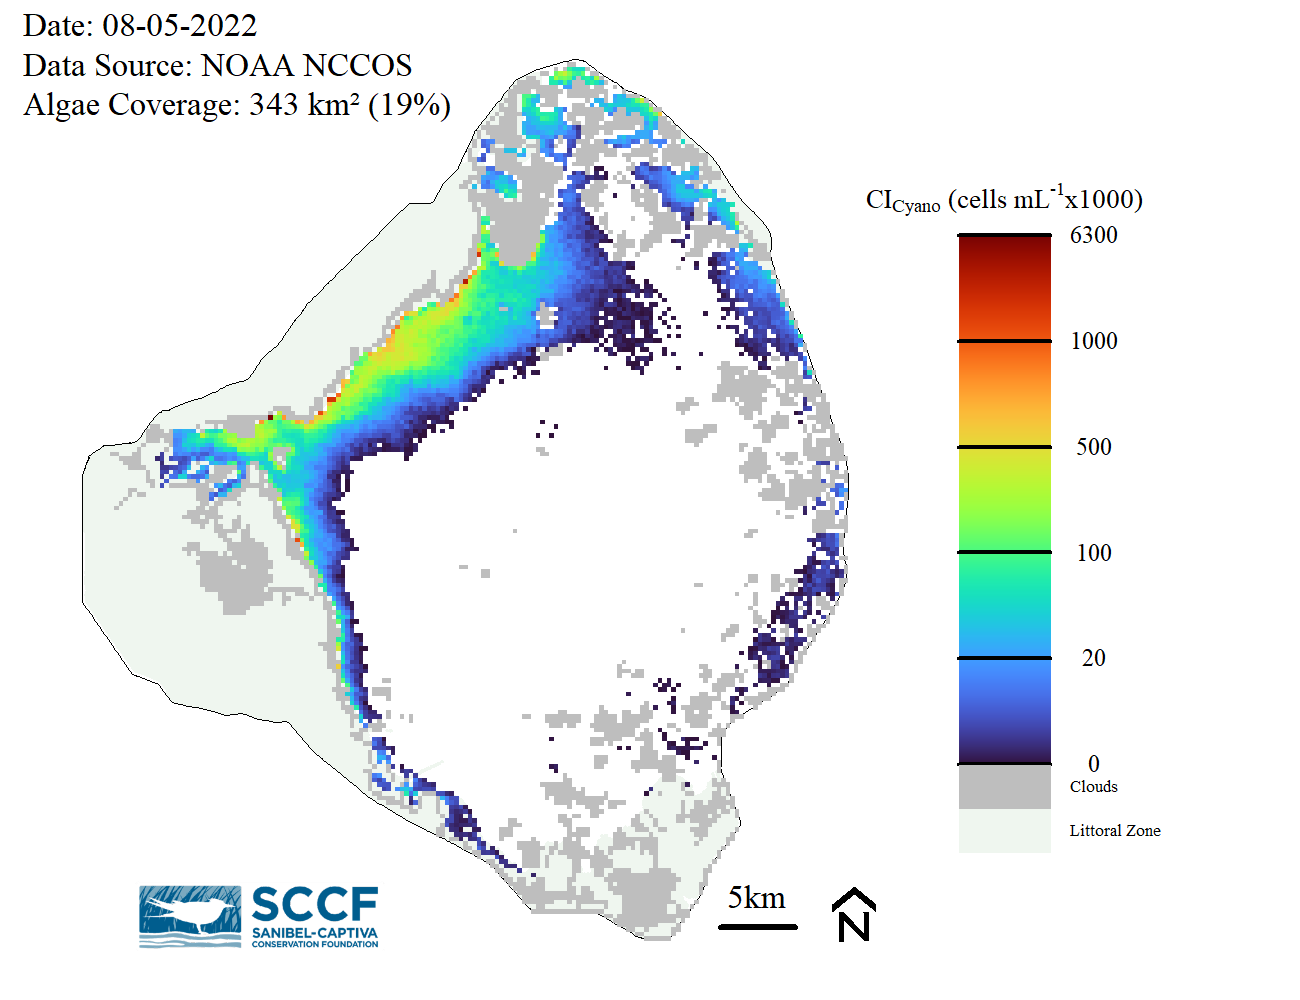 Date: 08-05-2022
Data Source: NOAA NCCOS
Algae Coverage: 343 km² (19%)
CICyano (cells mL-1x1000)
6300
1000
500
100
20
0
Clouds
Littoral Zone
5km
N
SCCF
SANIBEL-CAPTIVA
CONSERVATION FOUNDATION